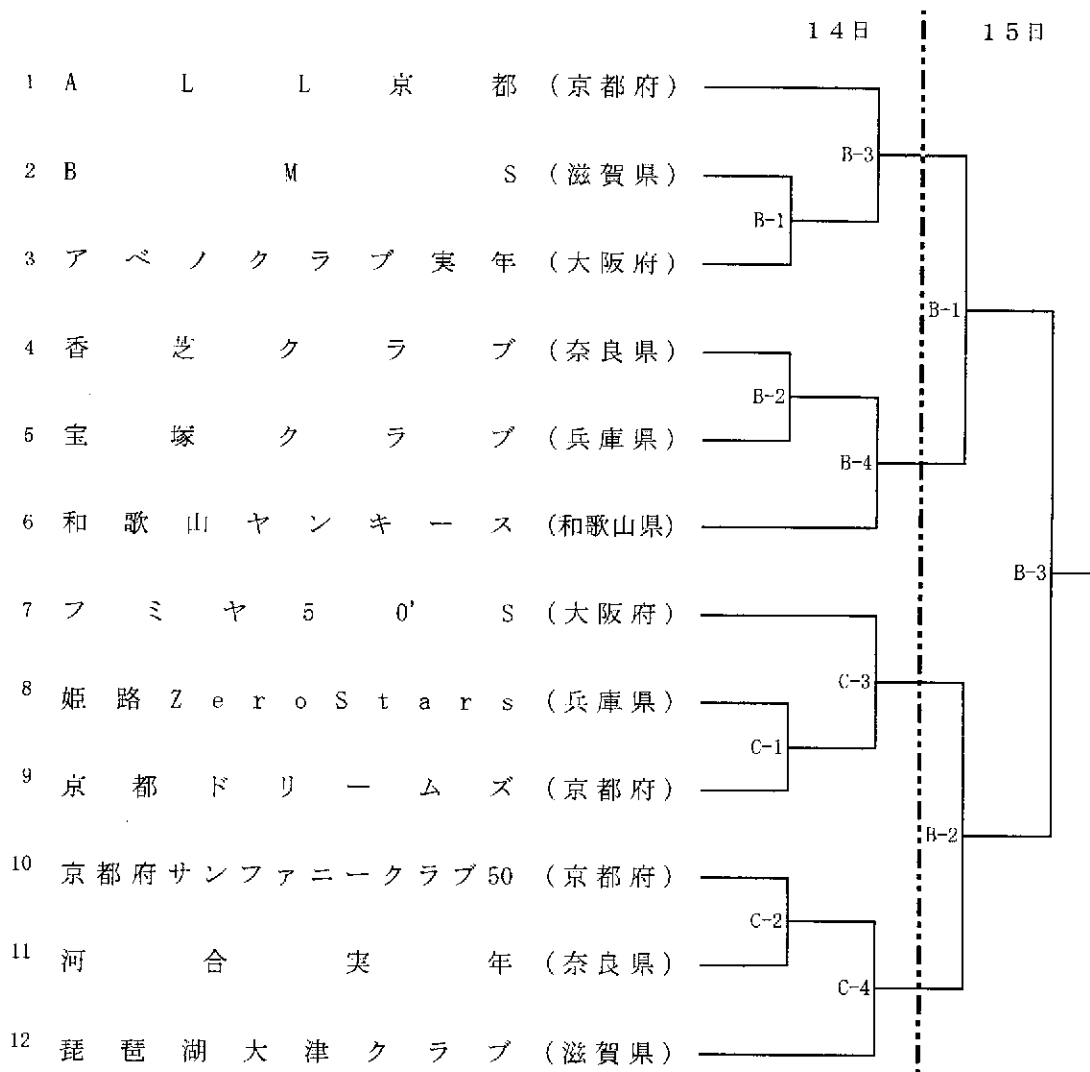 14日 15日
1 ALL京都 (京都府)
B-3
2 BMS (滋賀県)
B-1
3 アベノクラブ実年 (大阪府)
B-1
4 香芝クラブ (奈良県)
B-2
5 宝塚クラブ (兵庫県)
B-4
6 和歌山ヤンキース (和歌山県)
B-3
7 フミヤ50'S (大阪府)
C-3
8 姫路ZeroStars (兵庫県)
C-1
9 京都ドリームズ (京都府)
B-2
10 京都府サンファニークラブ50 (京都府)
C-2
11 河合実年 (奈良県)
C-4
12 琵琶湖大津クラブ (滋賀県)